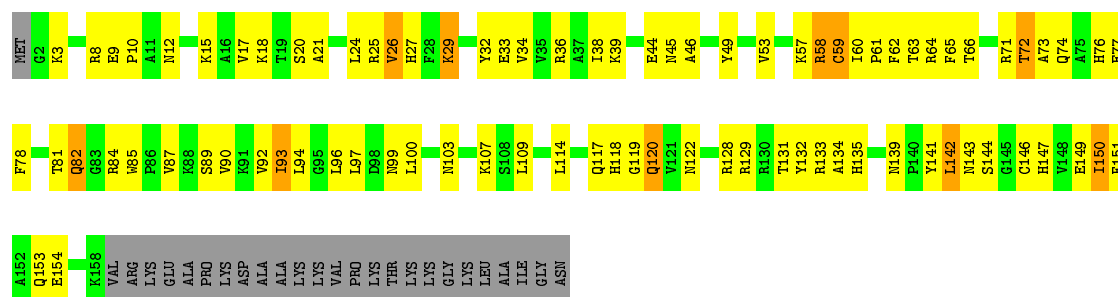 MET G2 K3 R8 E9 P10 A11 N12 K15 A16 V17 K18 T19 S20 A21 L24 R25 V26 H27 F28 K29 Y32 E33 V34 V35 R36 A37 I38 K39 E44 N45 A46 Y49 V53 K57 R58 C59 I60 P61 F62 T63 R64 F65 T66 R71 T72 A73 Q74 A75 H76 E77
F78 T81 Q82 G83 R84 W85 P86 V87 K88 S89 V90 K91 V92 I93 L94 G95 L96 L97 D98 N99 L100 N103 K107 S108 L109 L114 Q117 H118 G119 Q120 V121 N122 R128 R129 R130 T131 Y132 R133 A134 H135 N139 P140 Y141 L142 N143 S144 G145 C146 H147 V148 E149 I150
A152 Q153 E154 K158 VAL ARG LYS GLU ALA PRO LYS ASP ALA ALA LYS LYS VAL PRO LYS THR LYS LYS GLY LYS LEU ALA ILE GLY ASN